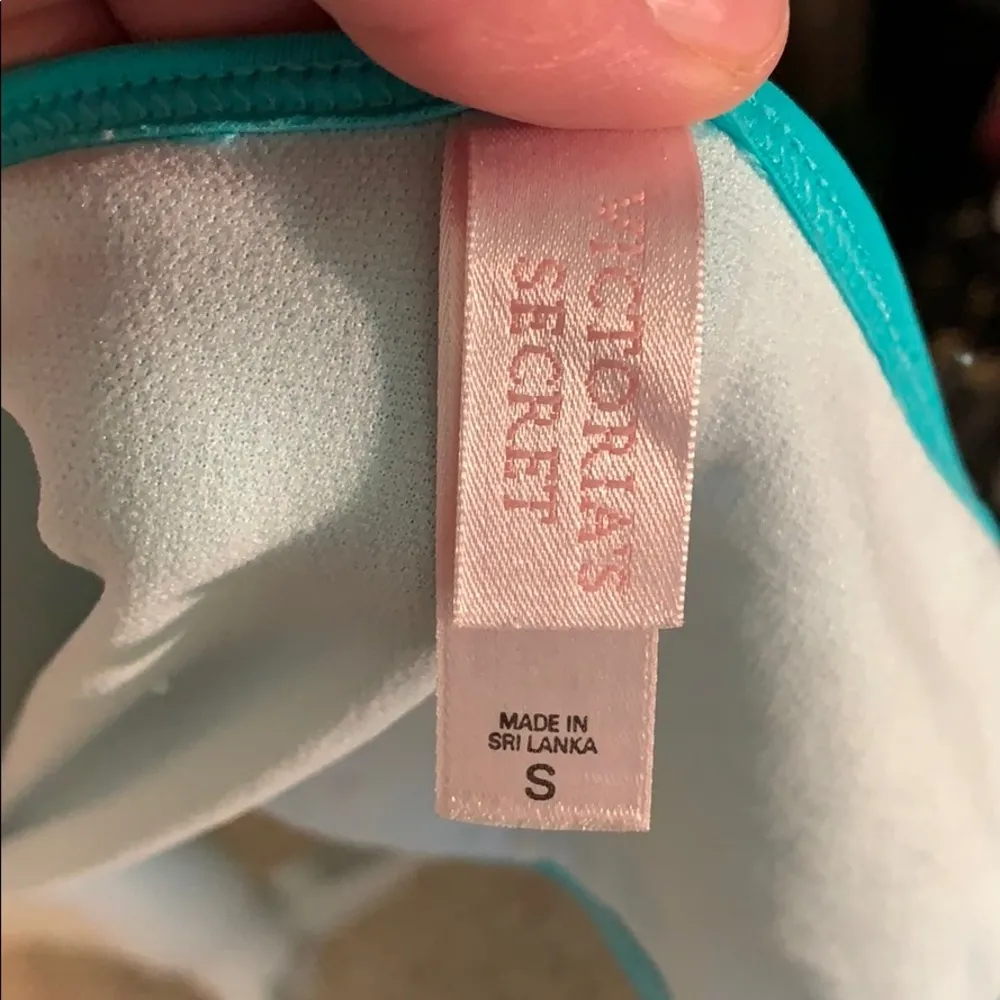 VICTORIA'S
SECRET
MADE IN
SRI LANKA
S